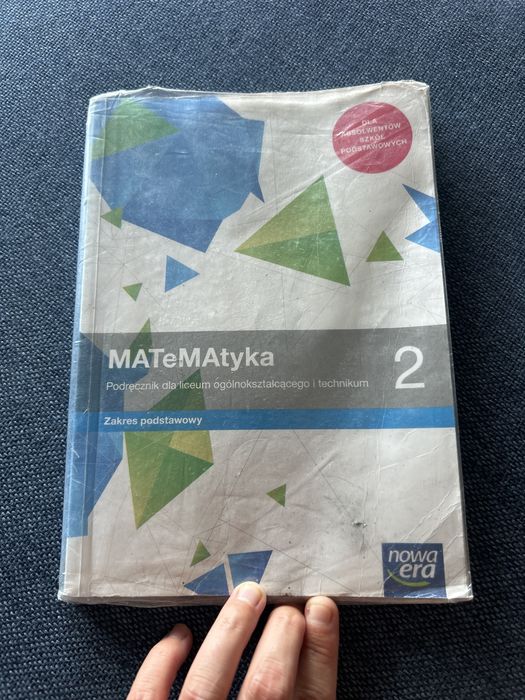 DLA
ABSOLWENTÓW
SZKÓŁ
PODSTAWOWYCH
MATeMAtyka
2
Podręcznik dla liceum ogólnokształcącego i technikum
Zakres podstawowy
nowa
era